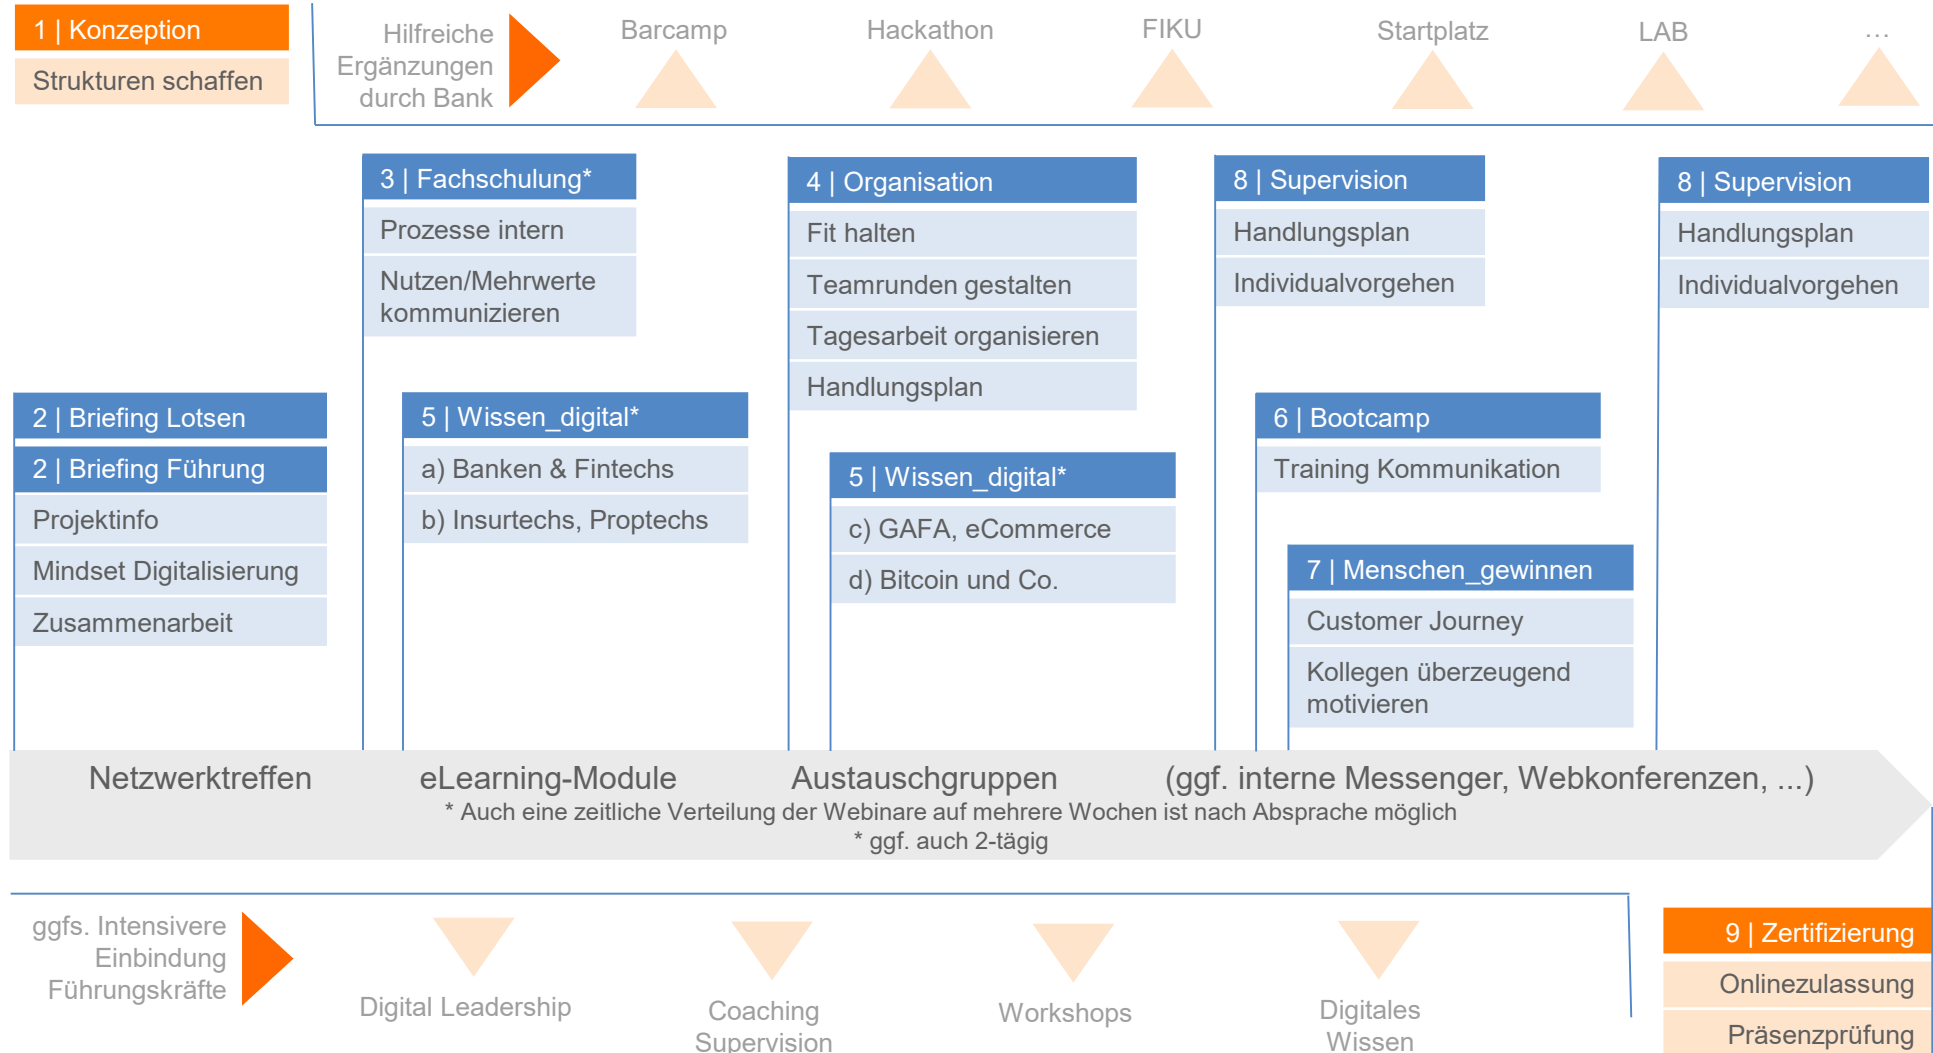 1 | Konzeption
Strukturen schaffen
Hilfreiche
Ergänzungen
durch Bank
Barcamp
Hackathon
FIKU
Startplatz
LAB
...
3 | Fachschulung*
Prozesse intern
Nutzen/Mehrwerte
kommunizieren
4 | Organisation
Fit halten
Teamrunden gestalten
Tagesarbeit organisieren
Handlungsplan
8 | Supervision
Handlungsplan
Individualvorgehen
8 | Supervision
Handlungsplan
Individualvorgehen
2 | Briefing Lotsen
2 | Briefing Führung
Projektinfo
Mindset Digitalisierung
Zusammenarbeit
5 | Wissen_digital*
a) Banken & Fintechs
b) Insurtechs, Proptechs
5 | Wissen_digital*
c) GAFA, eCommerce
d) Bitcoin und Co.
6 | Bootcamp
Training Kommunikation
7 | Menschen_gewinnen
Customer Journey
Kollegen überzeugend
motivieren
Netzwerktreffen eLearning-Module Austauschgruppen (ggf. interne Messenger, Webkonferenzen, ...)
* Auch eine zeitliche Verteilung der Webinare auf mehrere Wochen ist nach Absprache möglich
* ggf. auch 2-tägig
ggfs. Intensivere
Einbindung
Führungskräfte
Digital Leadership
Coaching
Supervision
Workshops
Digitales
Wissen
9 | Zertifizierung
Onlinezulassung
Präsenzprüfung